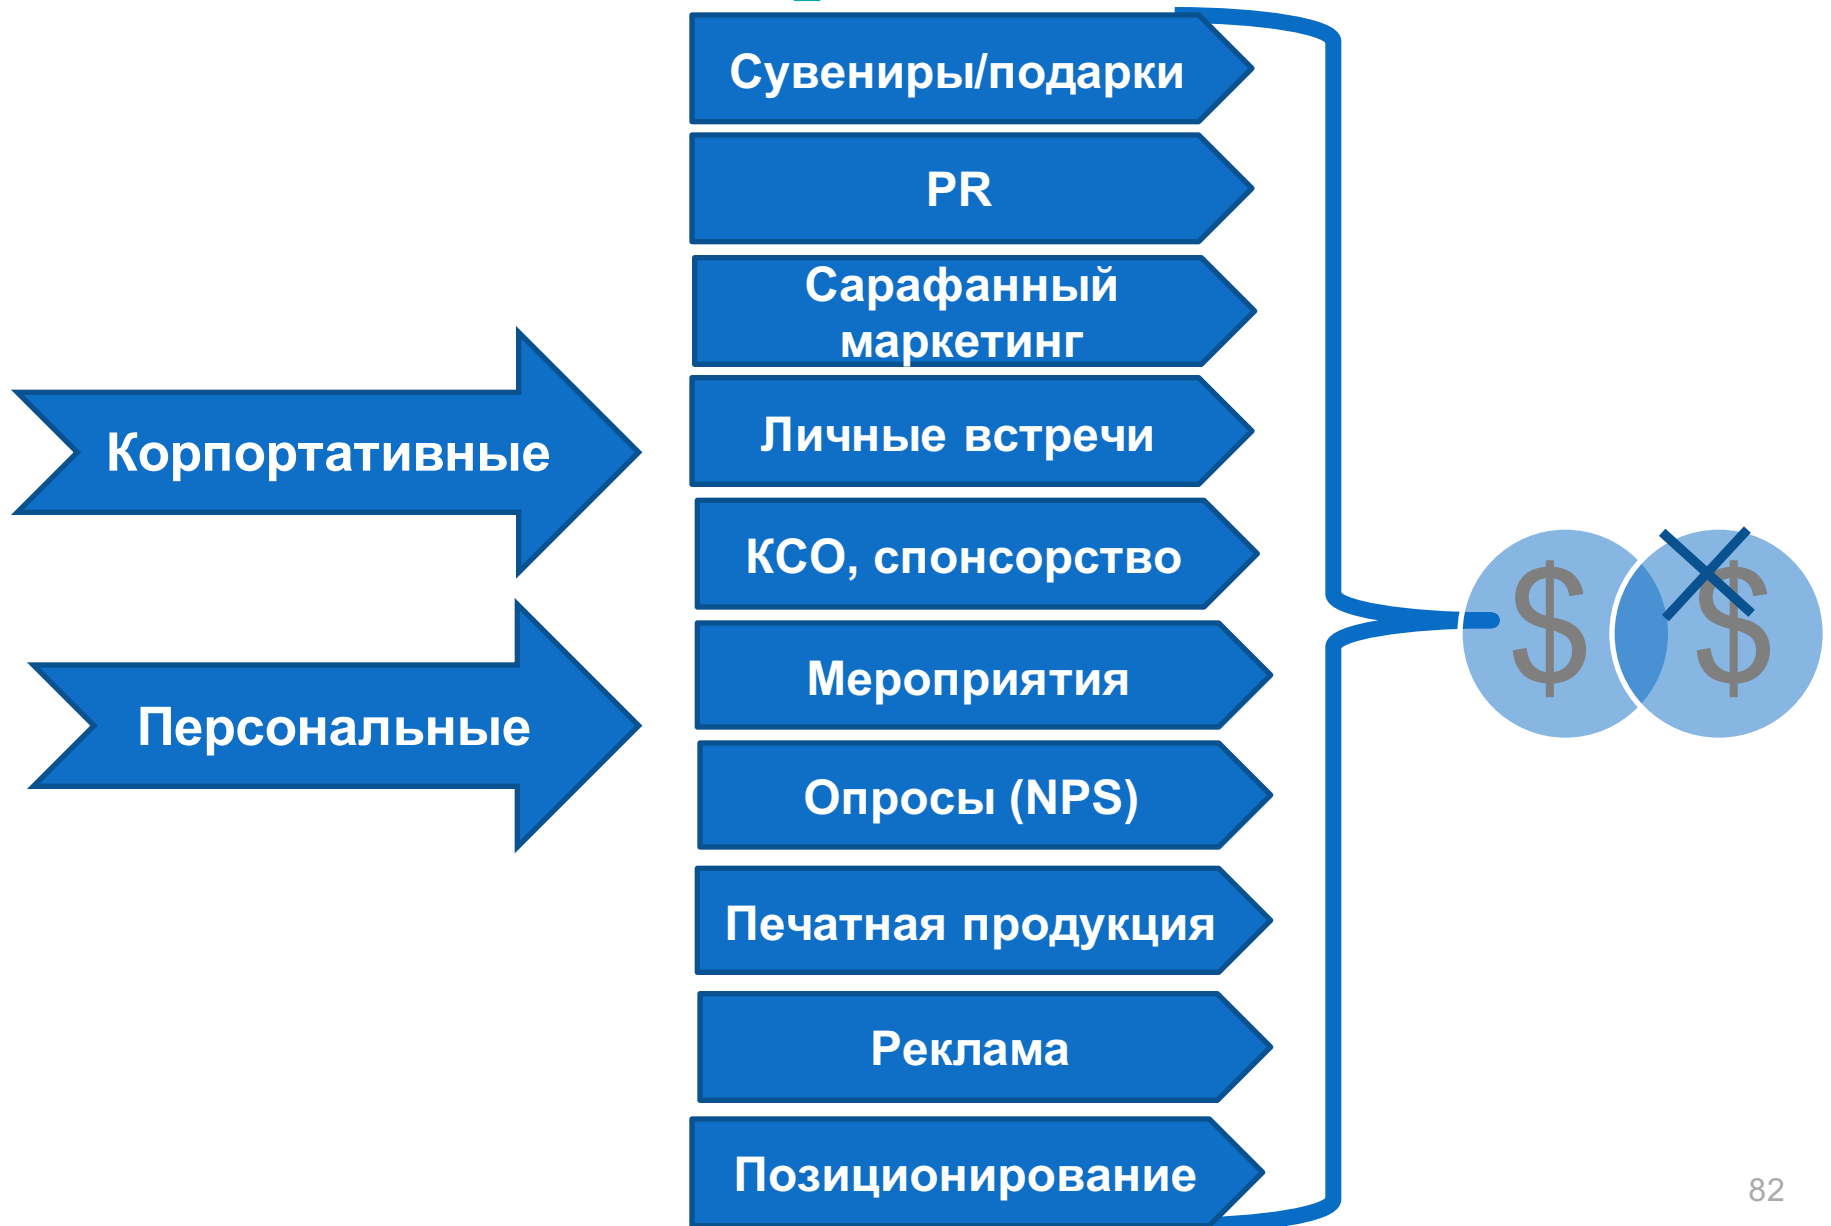 Сувениры/подарки
PR
Сарафанный
маркетинг
Личные встречи
КСО, спонсорство
Мероприятия
Опросы (NPS)
Печатная продукция
Реклама
Позиционирование
Корпортативные
Персональные
$ $
82